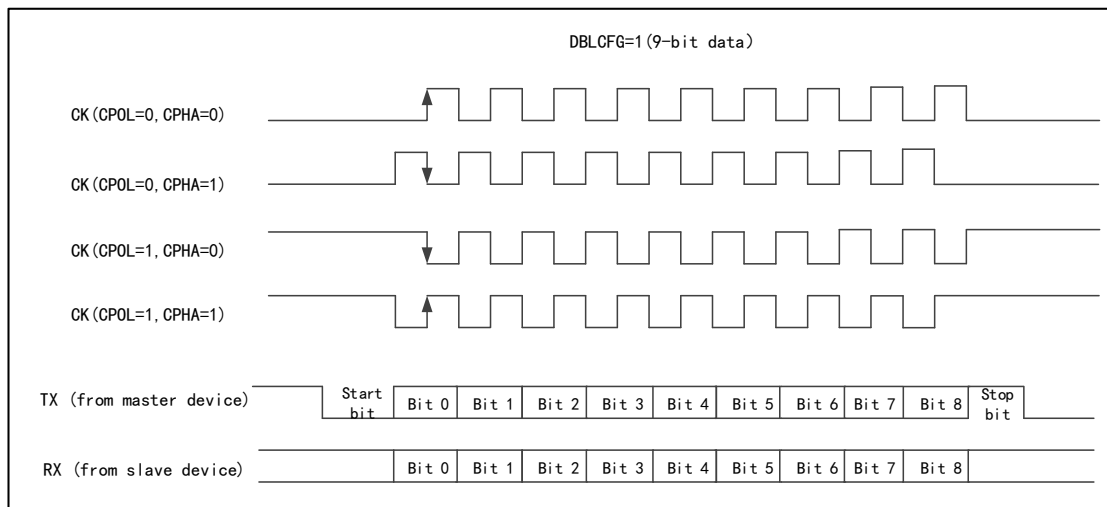 DBLCFG=1(9-bit data)
CK(CPOL=0,CPHA=0)
CK(CPOL=0,CPHA=1)
CK(CPOL=1,CPHA=0)
CK(CPOL=1,CPHA=1)
TX (from master device)
Start
bit
Bit 0 Bit 1 Bit 2 Bit 3 Bit 4 Bit 5 Bit 6 Bit 7 Bit 8
Stop
bit
RX (from slave device)
Bit 0 Bit 1 Bit 2 Bit 3 Bit 4 Bit 5 Bit 6 Bit 7 Bit 8